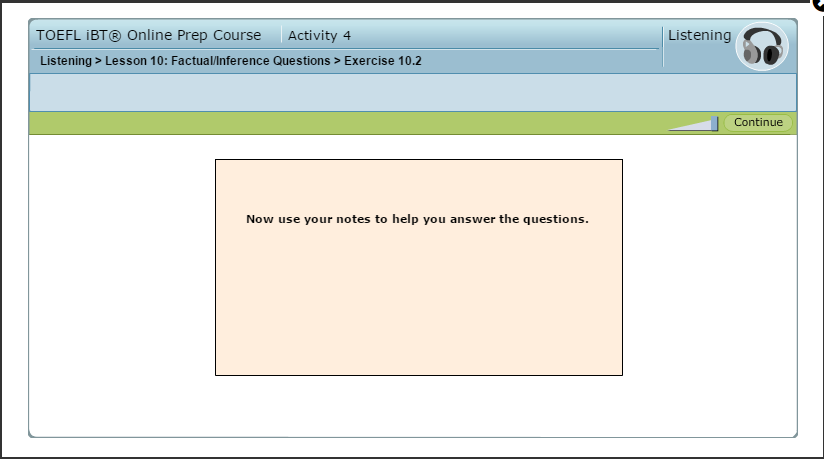 TOEFL iBT® Online Prep Course Activity 4 Listening
Listening > Lesson 10: Factual/Inference Questions > Exercise 10.2
Continue
Now use your notes to help you answer the questions.